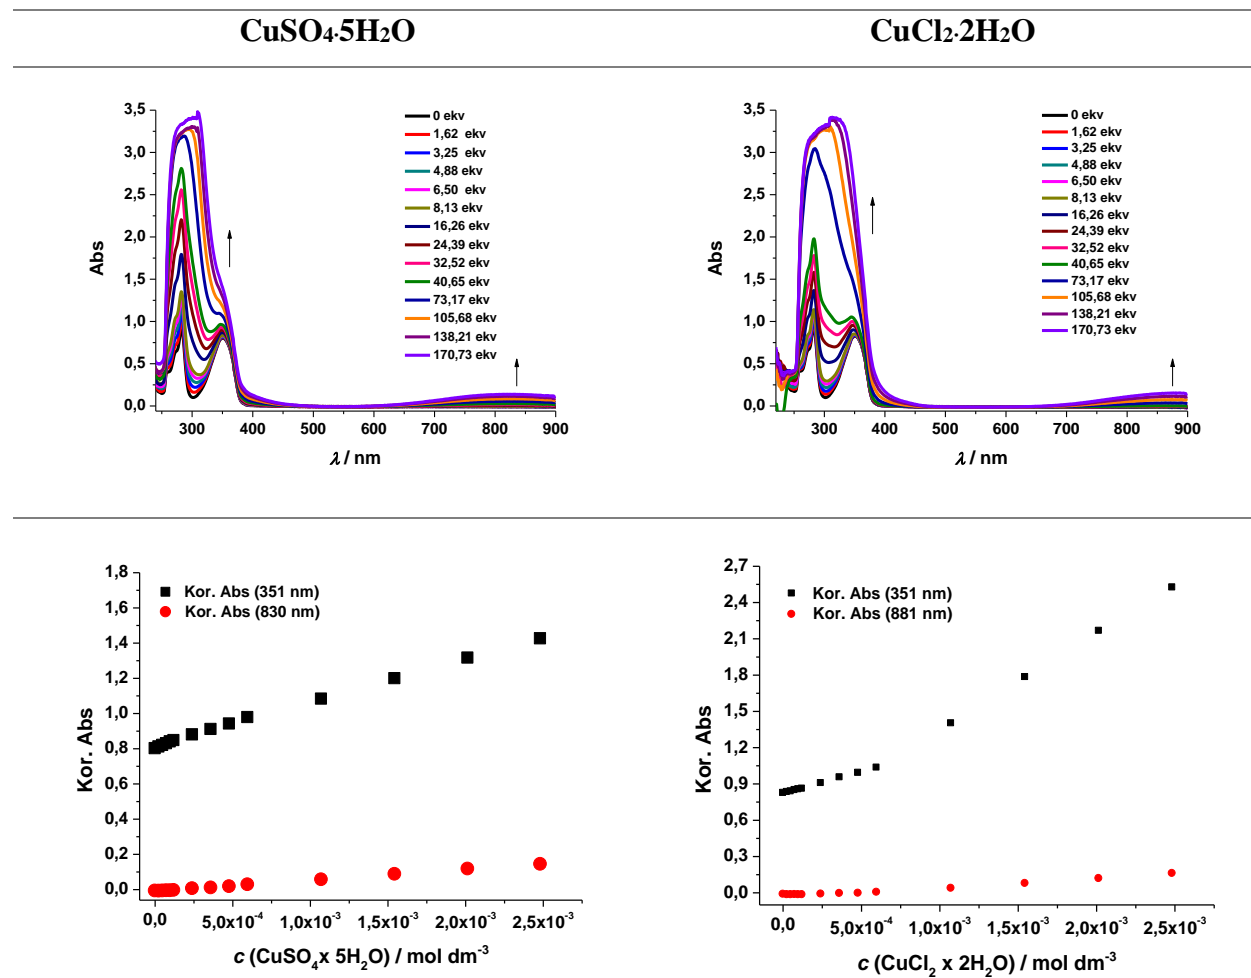 CuSO₄·5H₂O
CuCl₂·2H₂O
3,5
3,0
2,5
2,0
1,5
1,0
0,5
0,0
Abs
300 400 500 600 700 800 900
λ / nm
0 ekv
1,62 ekv
3,25 ekv
4,88 ekv
6,50 ekv
8,13 ekv
16,26 ekv
24,39 ekv
32,52 ekv
40,65 ekv
73,17 ekv
105,68 ekv
138,21 ekv
170,73 ekv
3,5
3,0
2,5
2,0
1,5
1,0
0,5
0,0
Abs
300 400 500 600 700 800 900
λ / nm
0 ekv
1,62 ekv
3,25 ekv
4,88 ekv
6,50 ekv
8,13 ekv
16,26 ekv
24,39 ekv
32,52 ekv
40,65 ekv
73,17 ekv
105,68 ekv
138,21 ekv
170,73 ekv
1,8
1,6
1,4
1,2
1,0
0,8
0,6
0,4
0,2
0,0
Kor. Abs
Kor. Abs (351 nm)
Kor. Abs (830 nm)
0,0 5,0x10⁻⁴ 1,0x10⁻³ 1,5x10⁻³ 2,0x10⁻³ 2,5x10⁻³
c (CuSO₄x 5H₂O) / mol dm⁻³
2,7
2,4
2,1
1,8
1,5
1,2
0,9
0,6
0,3
0,0
Kor. Abs
Kor. Abs (351 nm)
Kor. Abs (881 nm)
0,0 5,0x10⁻⁴ 1,0x10⁻³ 1,5x10⁻³ 2,0x10⁻³ 2,5x10⁻³
c (CuCl₂ x 2H₂O) / mol dm⁻³